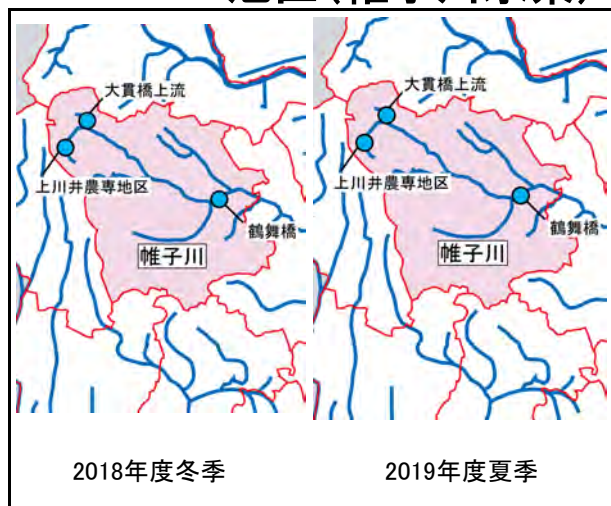 大貫橋上流
上川井農専地区
鶴舞橋
帷子川
2018年度冬季
大貫橋上流
上川井農専地区
鶴舞橋
帷子川
2019年度夏季